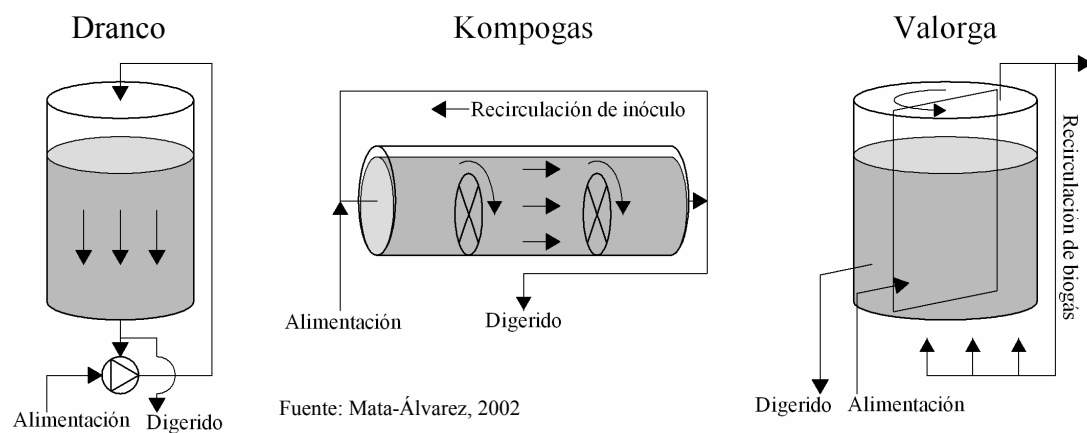 Dranco
Kompogas
Valorga
Recirculación de inóculo
Recirculación de biogás
Alimentación
Digerido
Alimentación
Digerido
Digerido
Alimentación
Fuente: Mata-Álvarez, 2002